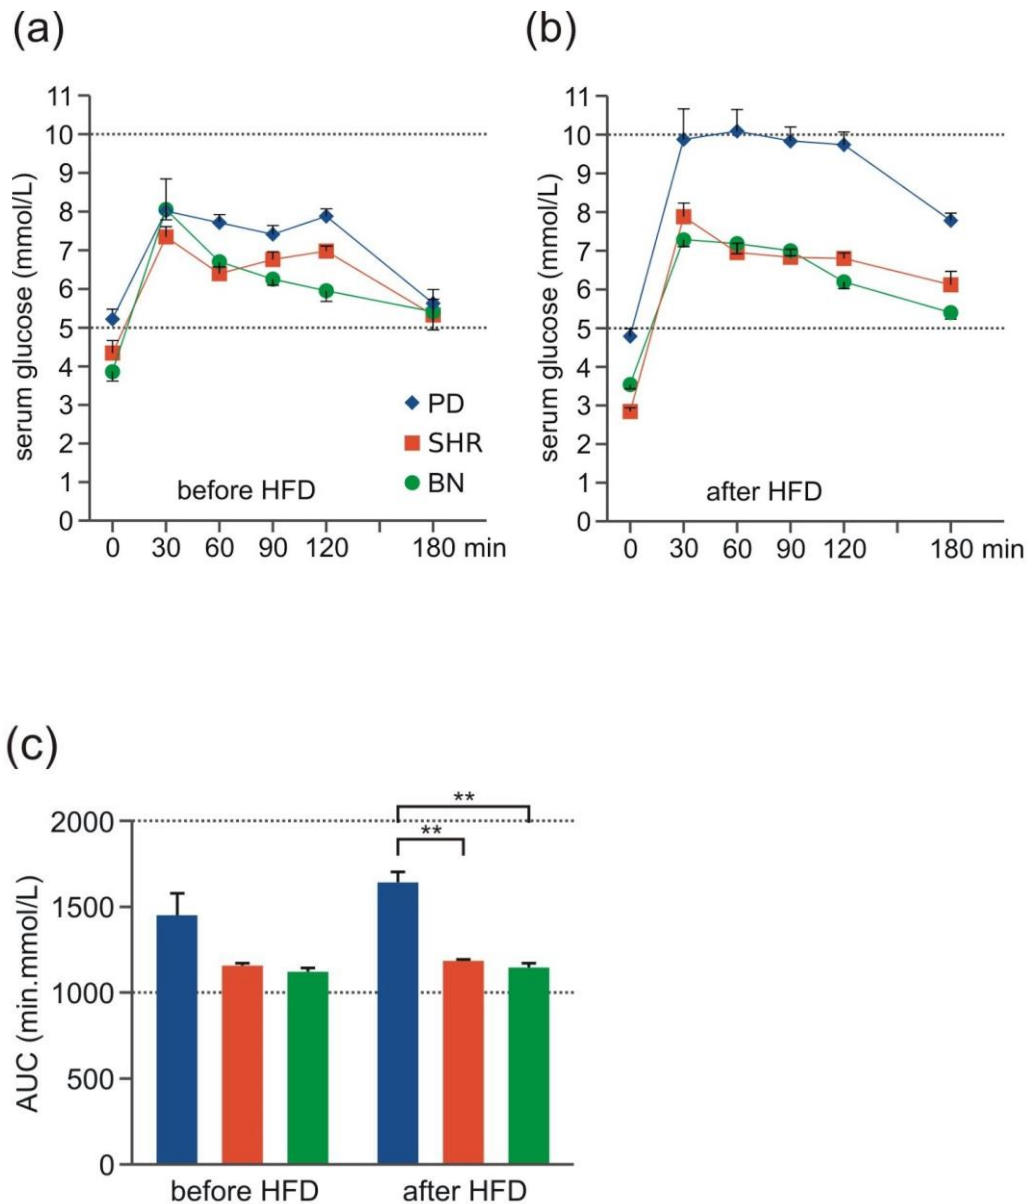 (a)
serum glucose (mmol/L)
11
10
9
8
7
6
5
4
3
2
1
0
PD
SHR
BN
before HFD
0 30 60 90 120 180 min
(b)
serum glucose (mmol/L)
11
10
9
8
7
6
5
4
3
2
1
0
after HFD
0 30 60 90 120 180 min
(c)
AUC (min.mmol/L)
2000
1500
1000
500
0
**
**
before HFD after HFD